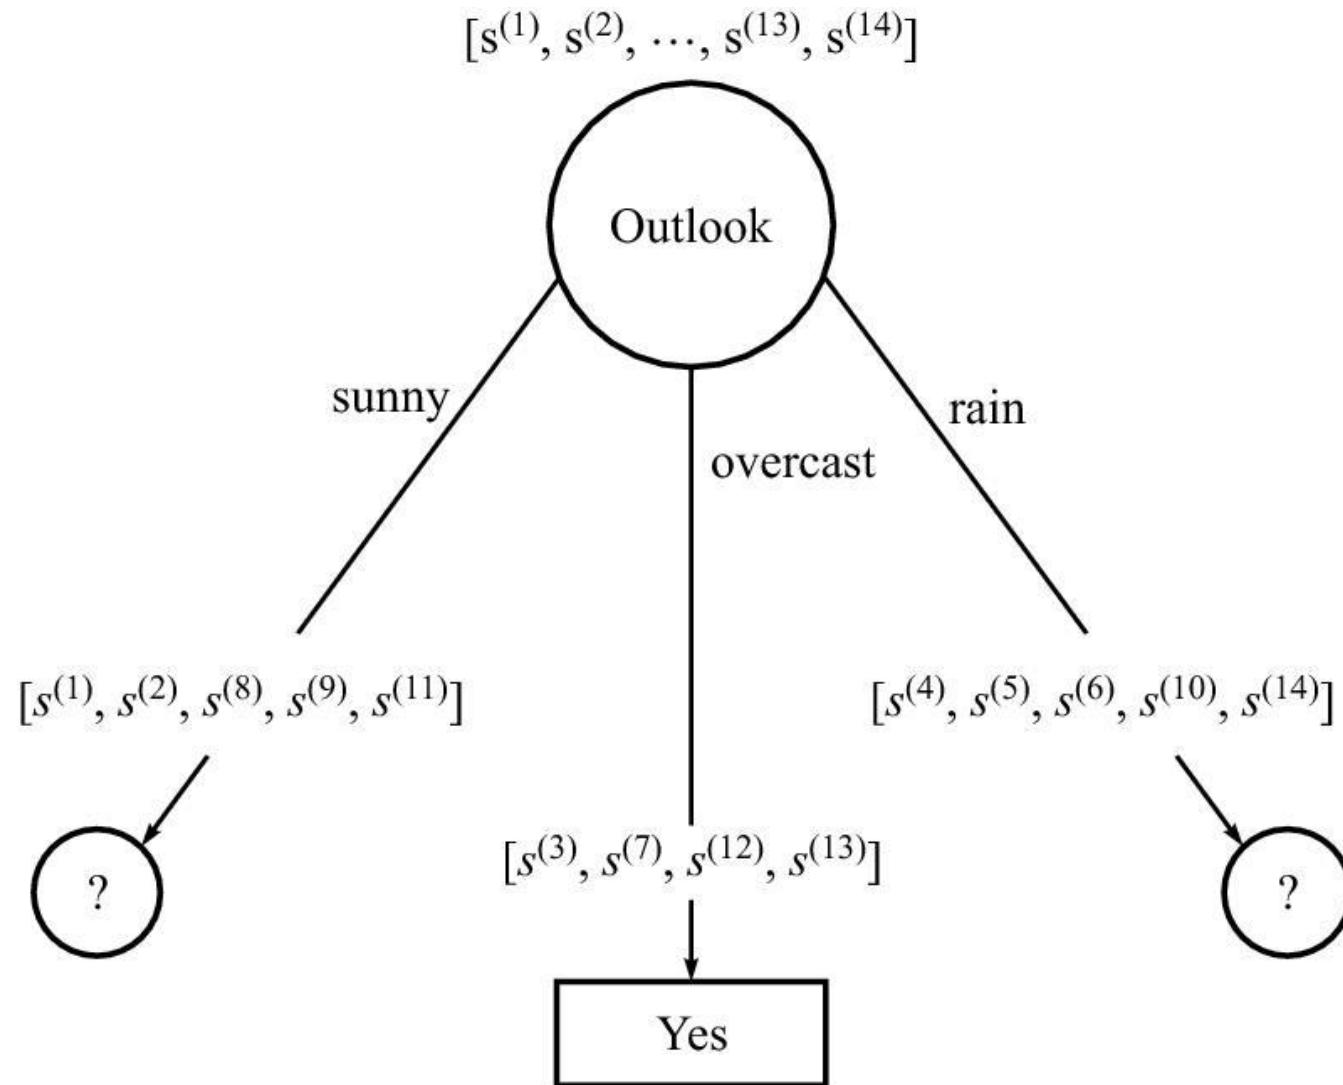 [s⁽¹⁾, s⁽²⁾, ⋯, s⁽¹³⁾, s⁽¹⁴⁾]
Outlook
sunny
rain
overcast
[s⁽¹⁾, s⁽²⁾, s⁽⁸⁾, s⁽⁹⁾, s⁽¹¹⁾]
[s⁽⁴⁾, s⁽⁵⁾, s⁽⁶⁾, s⁽¹⁰⁾, s⁽¹⁴⁾]
[s⁽³⁾, s⁽⁷⁾, s⁽¹²⁾, s⁽¹³⁾]
?
?
Yes